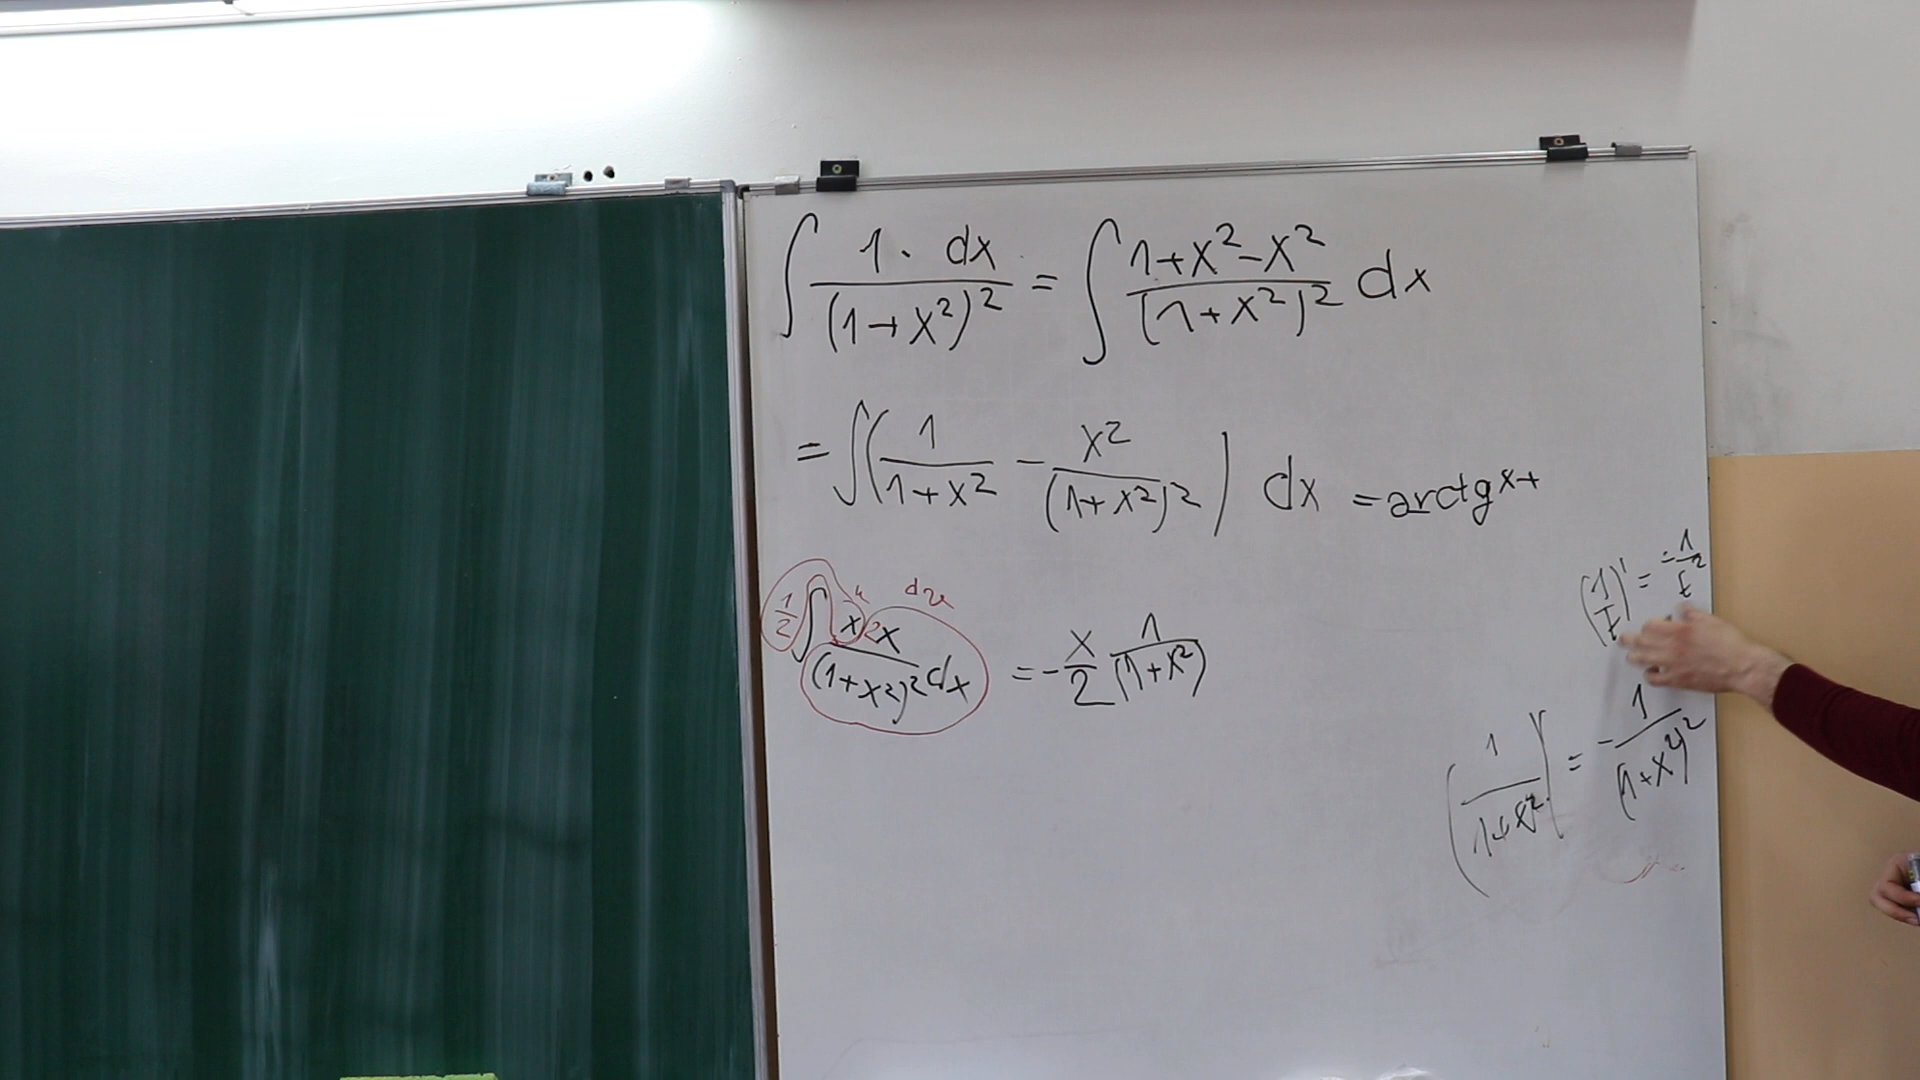 ∫ 1· dx / (1+x²)² = ∫ (1+x²-x²) / (1+x²)² dx
= ∫ ( 1/(1+x²) - x²/(1+x²)² ) dx = arctg x +
1/2 ∫ x 2x / (1+x²)² dx = - x/2 1/(1+x²)
u dv
(1/t)' = -1/t²
(1/(1+x²))' = - 1/(1+x²)²